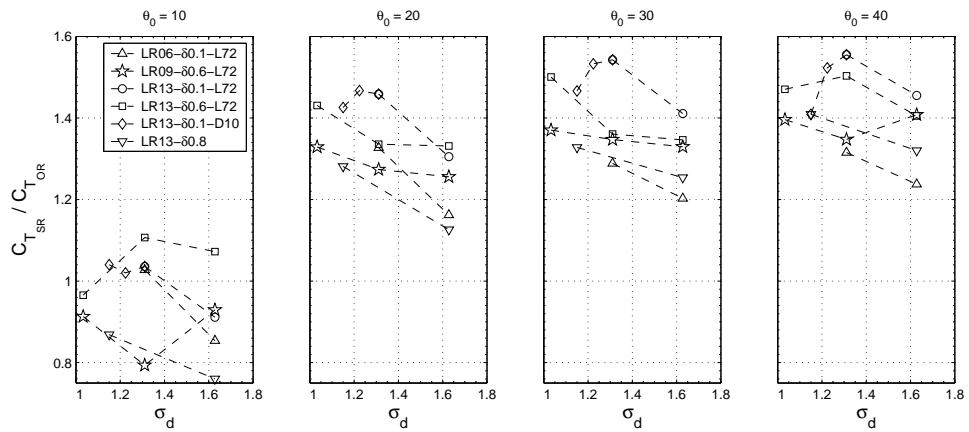 θ₀ = 10
θ₀ = 20
θ₀ = 30
θ₀ = 40
C_T_SR / C_T_OR
1.6
1.4
1.2
1
0.8
LR06−δ0.1−L72
LR09−δ0.6−L72
LR13−δ0.1−L72
LR13−δ0.6−L72
LR13−δ0.1−D10
LR13−δ0.8
1 1.2 1.4 1.6 1.8
1 1.2 1.4 1.6 1.8
1 1.2 1.4 1.6 1.8
1 1.2 1.4 1.6 1.8
σ_d
σ_d
σ_d
σ_d